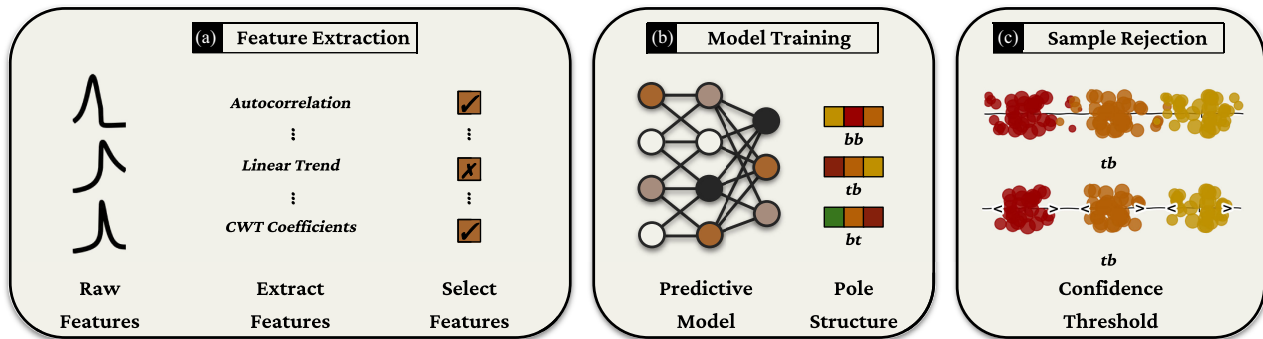 (a) Feature Extraction
Autocorrelation
Linear Trend
CWT Coefficients
Raw
Features
Extract
Features
Select
Features
(b) Model Training
bb
tb
bt
Predictive
Model
Pole
Structure
(c) Sample Rejection
tb
tb
Confidence
Threshold